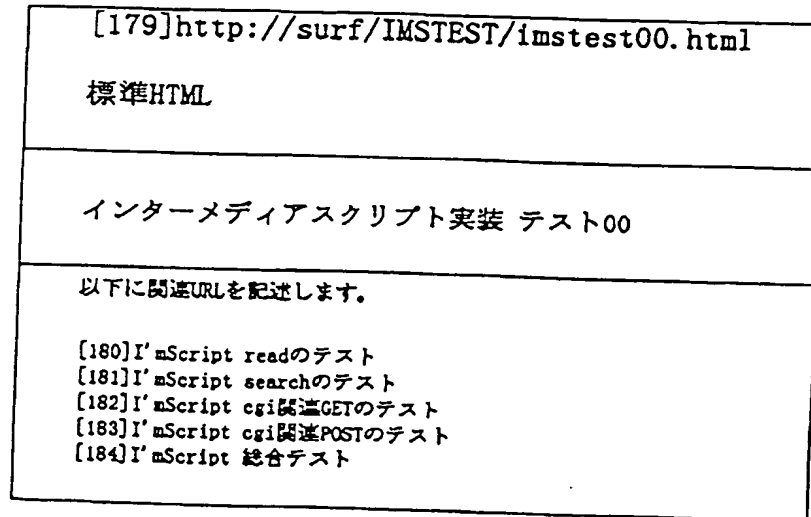 [179]http://surf/IMSTEST/imstest00.html
標準HTML
インターメディアスクリプト実装 テスト00
以下に関連URLを記述します。
[180]I'mScript readのテスト
[181]I'mScript searchのテスト
[182]I'mScript cgi関連GETのテスト
[183]I'mScript cgi関連POSTのテスト
[184]I'mScript 総合テスト